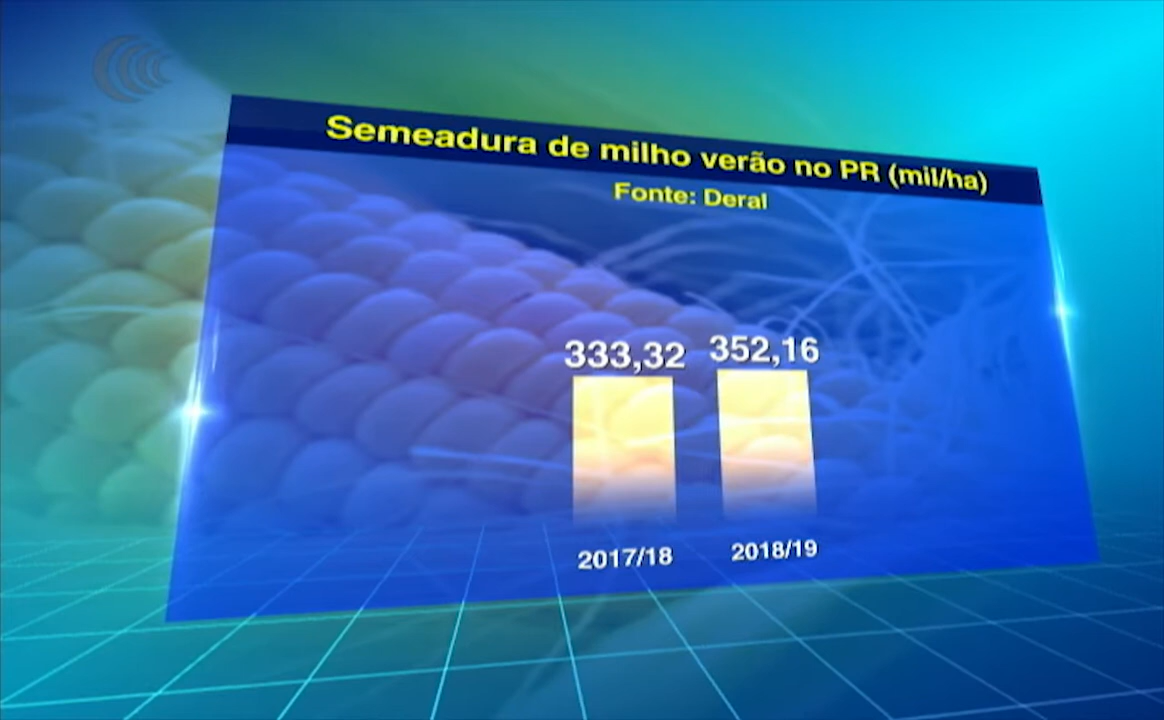 Semeadura de milho verão no PR (mil/ha)
Fonte: Deral
333,32 352,16
2017/18 2018/19